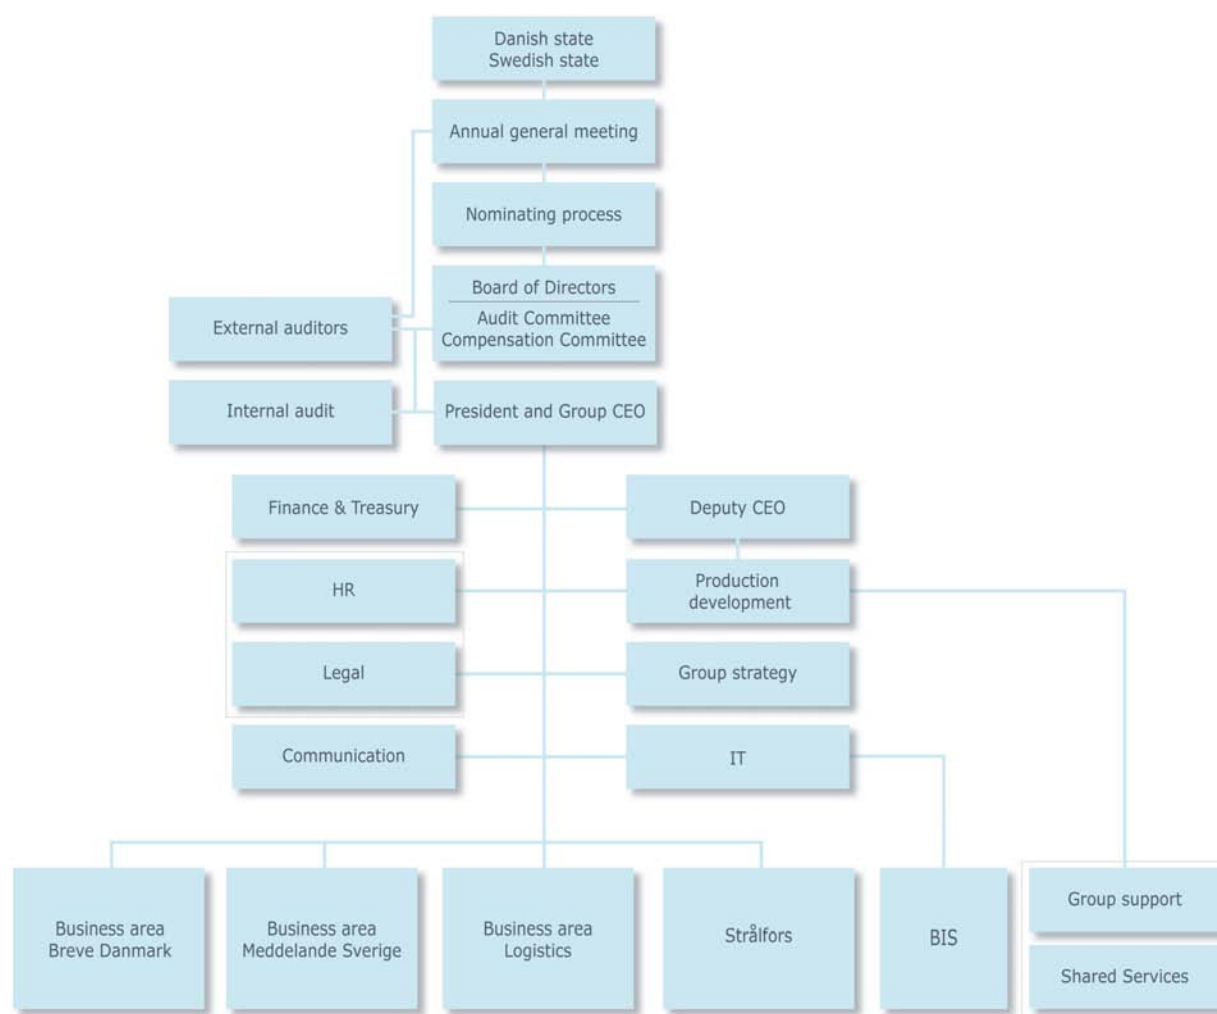 Danish state
Swedish state
Annual general meeting
Nominating process
Board of Directors
Audit Committee
Compensation Committee
External auditors
Internal audit
President and Group CEO
Finance & Treasury
Deputy CEO
HR
Production
development
Legal
Group strategy
Communication
IT
Business area
Breve Danmark
Business area
Meddelande Sverige
Business area
Logistics
Strålfors
BIS
Group support
Shared Services